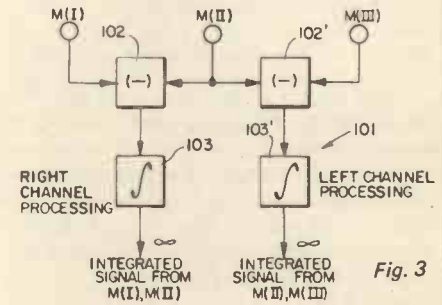 M(I)
102
M(II)
102'
M(III)
(−)
(−)
103
103'
101
∫
∫
RIGHT
CHANNEL
PROCESSING
LEFT CHANNEL
PROCESSING
∞
∞
INTEGRATED
SIGNAL FROM
M(I),M(II)
INTEGRATED
SIGNAL FROM
M(II),M(III)
Fig. 3